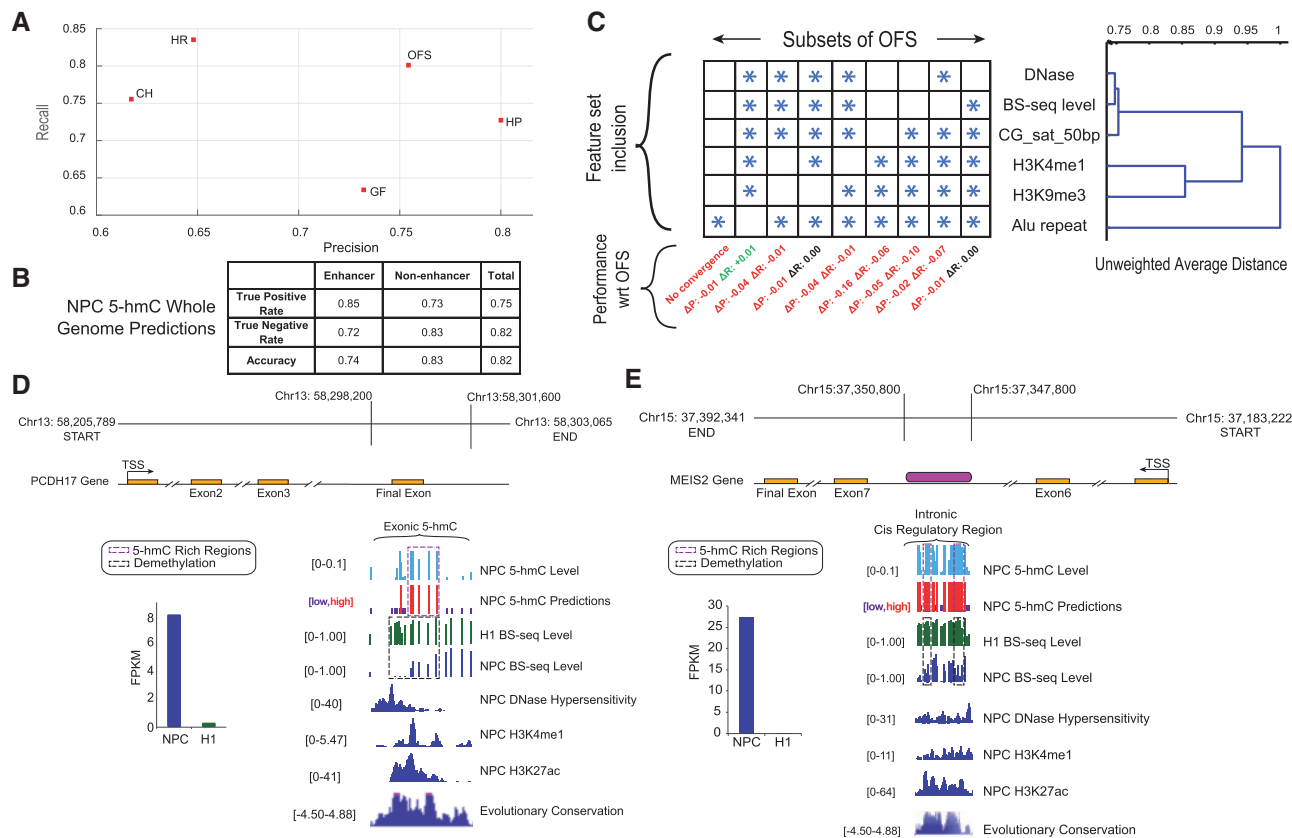 A
0.85
0.8
0.75
0.7
0.65
0.6
Recall
HR
OFS
CH
HP
GF
0.6
0.65
0.7
0.75
0.8
Precision
B
NPC 5-hmC Whole
Genome Predictions
Enhancer Non-enhancer Total
True Positive
Rate
0.85 0.73 0.75
True Negative
Rate
0.72 0.83 0.82
Accuracy 0.74 0.83 0.82
C
Subsets of OFS
Feature set
inclusion
* * * * *
* * * * *
* * * * * * *
* * * * * *
* * * * * *
* * * * * * * *
Performance
wrt OFS
No convergence
ΔP: -0.01 ΔR: +0.01
ΔP: -0.04 ΔR: -0.01
ΔP: -0.01 ΔR: 0.00
ΔP: -0.04 ΔR: -0.01
ΔP: -0.16 ΔR: -0.06
ΔP: -0.05 ΔR: -0.10
ΔP: -0.02 ΔR: -0.07
ΔP: -0.01 ΔR: 0.00
0.75 0.8 0.85 0.9 0.95 1
DNase
BS-seq level
CG_sat_50bp
H3K4me1
H3K9me3
Alu repeat
Unweighted Average Distance
D
Chr13: 58,298,200
Chr13:58,301,600
Chr13: 58,205,789
START
Chr13: 58,303,065
END
TSS
PCDH17 Gene
Exon2
Exon3
Final Exon
Exonic 5-hmC
5-hmC Rich Regions
Demethylation
[0-0.1] NPC 5-hmC Level
[low,high] NPC 5-hmC Predictions
[0-1.00] H1 BS-seq Level
[0-1.00] NPC BS-seq Level
[0-40] NPC DNase Hypersensitivity
[0-5.47] NPC H3K4me1
[0-41] NPC H3K27ac
[-4.50-4.88] Evolutionary Conservation
8
6
4
2
0
FPKM
NPC H1
E
Chr15:37,350,800
Chr15:37,347,800
Chr15: 37,392,341
END
Chr15: 37,183,222
START
TSS
MEIS2 Gene
Final Exon
Exon7
Exon6
Intronic
Cis Regulatory Region
5-hmC Rich Regions
Demethylation
[0-0.1] NPC 5-hmC Level
[low,high] NPC 5-hmC Predictions
[0-1.00] H1 BS-seq Level
[0-1.00] NPC BS-seq Level
[0-31] NPC DNase Hypersensitivity
[0-11] NPC H3K4me1
[0-64] NPC H3K27ac
[-4.50-4.88] Evolutionary Conservation
30
25
20
15
10
5
0
FPKM
NPC H1